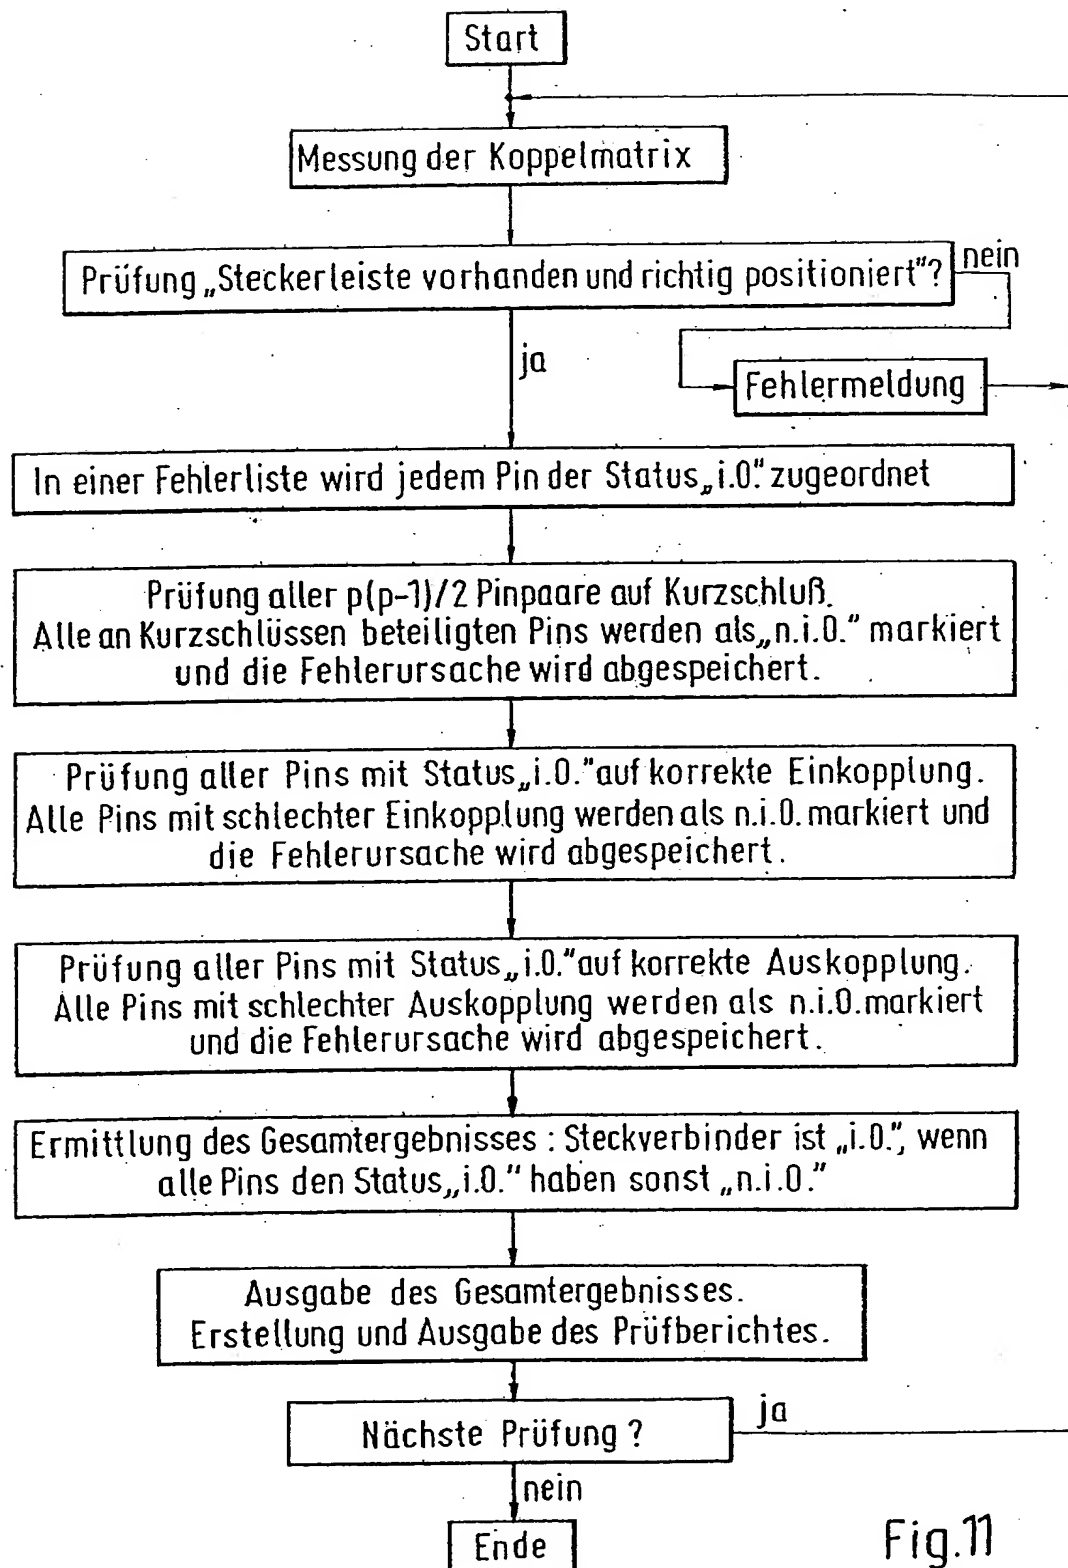 Start
Messung der Koppelmatrix
Prüfung „Steckerleiste vorhanden und richtig positioniert"?
nein
ja
Fehlermeldung
In einer Fehlerliste wird jedem Pin der Status „i.O." zugeordnet
Prüfung aller p(p-1)/2 Pinpaare auf Kurzschluß.
Alle an Kurzschlüssen beteiligten Pins werden als „n.i.O." markiert
und die Fehlerursache wird abgespeichert.
Prüfung aller Pins mit Status „i.O." auf korrekte Einkopplung.
Alle Pins mit schlechter Einkopplung werden als n.i.O. markiert und
die Fehlerursache wird abgespeichert.
Prüfung aller Pins mit Status „i.O." auf korrekte Auskopplung.
Alle Pins mit schlechter Auskopplung werden als n.i.O. markiert
und die Fehlerursache wird abgespeichert.
Ermittlung des Gesamtergebnisses : Steckverbinder ist „i.O.", wenn
alle Pins den Status „i.O." haben sonst „n.i.O."
Ausgabe des Gesamtergebnisses.
Erstellung und Ausgabe des Prüfberichtes.
Nächste Prüfung ?
ja
nein
Ende
Fig.11